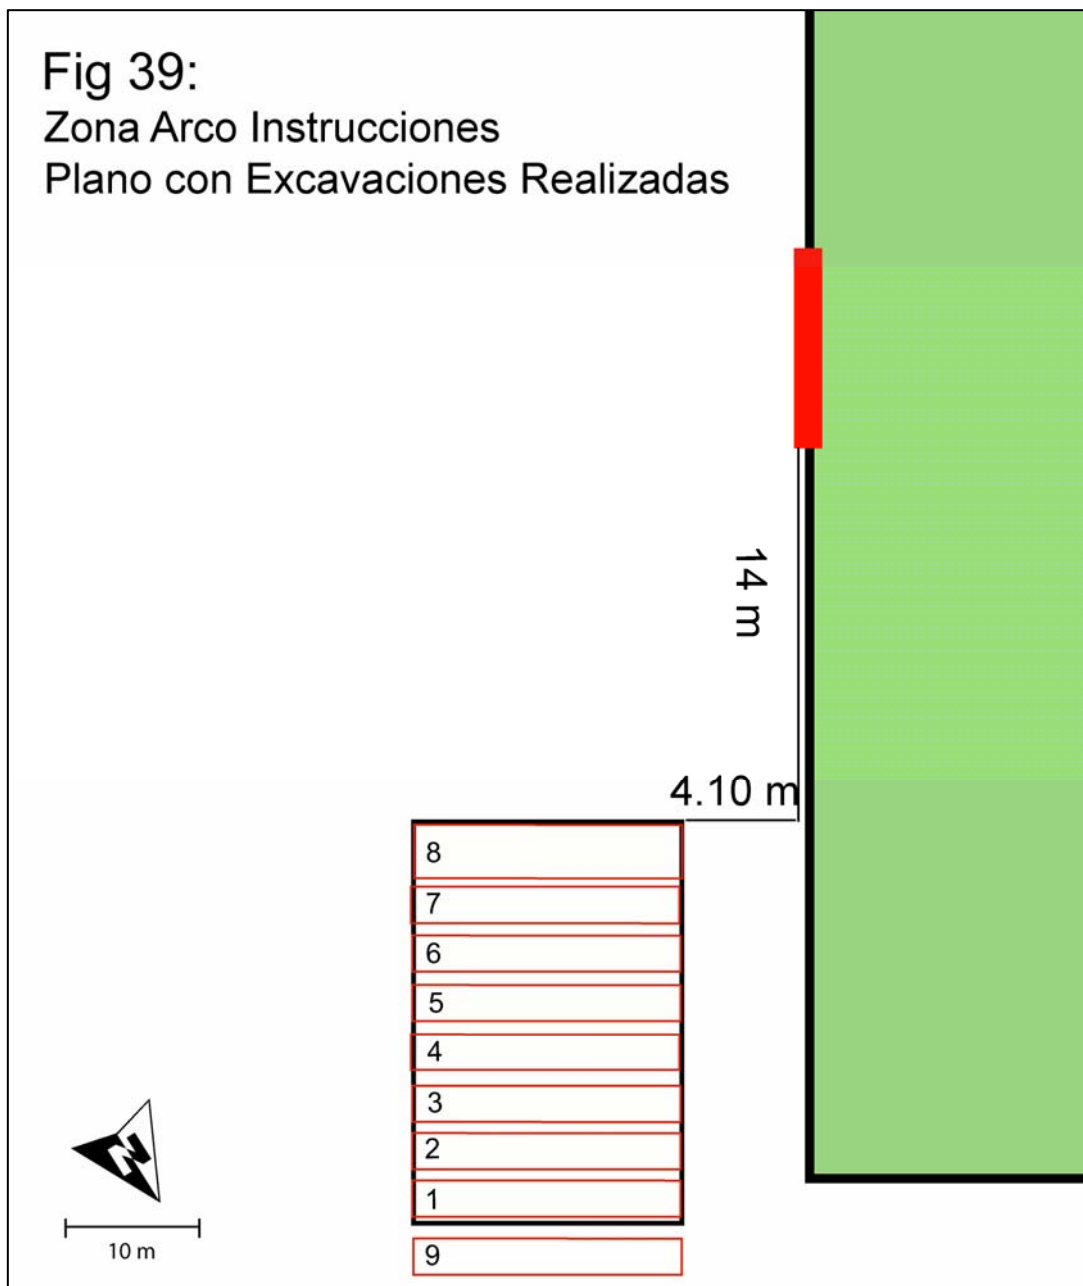 Fig 39:
Zona Arco Instrucciones
Plano con Excavaciones Realizadas
14 m
4.10 m
8
7
6
5
4
3
2
1
9
N
10 m